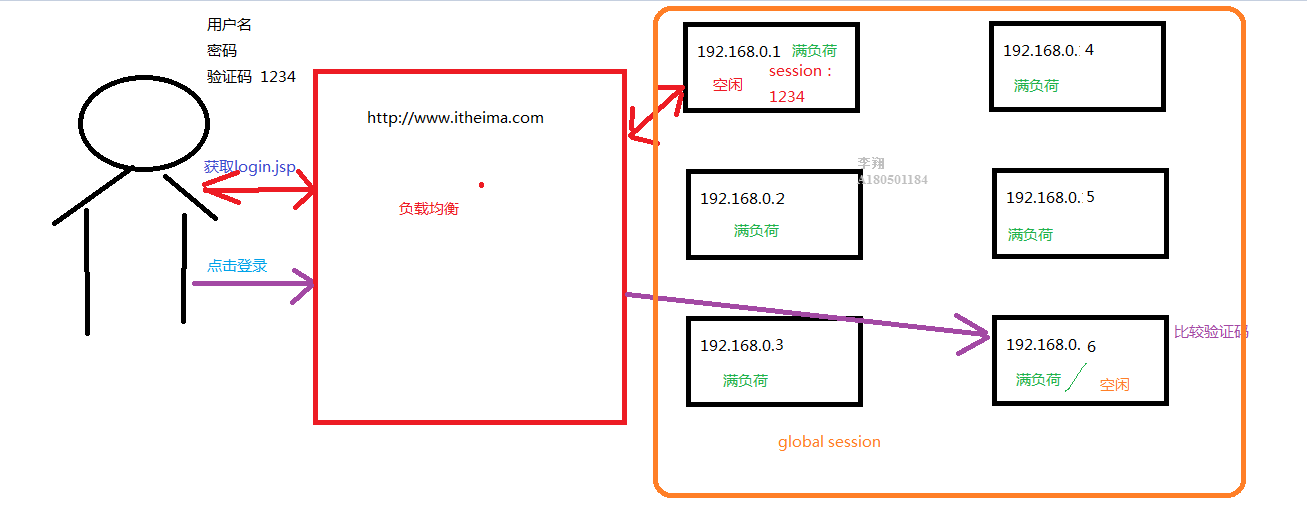 用户名
密码
验证码 1234
获取login.jsp
点击登录
http://www.itheima.com
负载均衡
192.168.0.1 满负荷
空闲 session：
1234
192.168.0.2
满负荷
192.168.0.3
满负荷
李翔
A180501184
192.168.0. 4
满负荷
192.168.0. 5
满负荷
192.168.0. 6
满负荷 空闲
比较验证码
global session